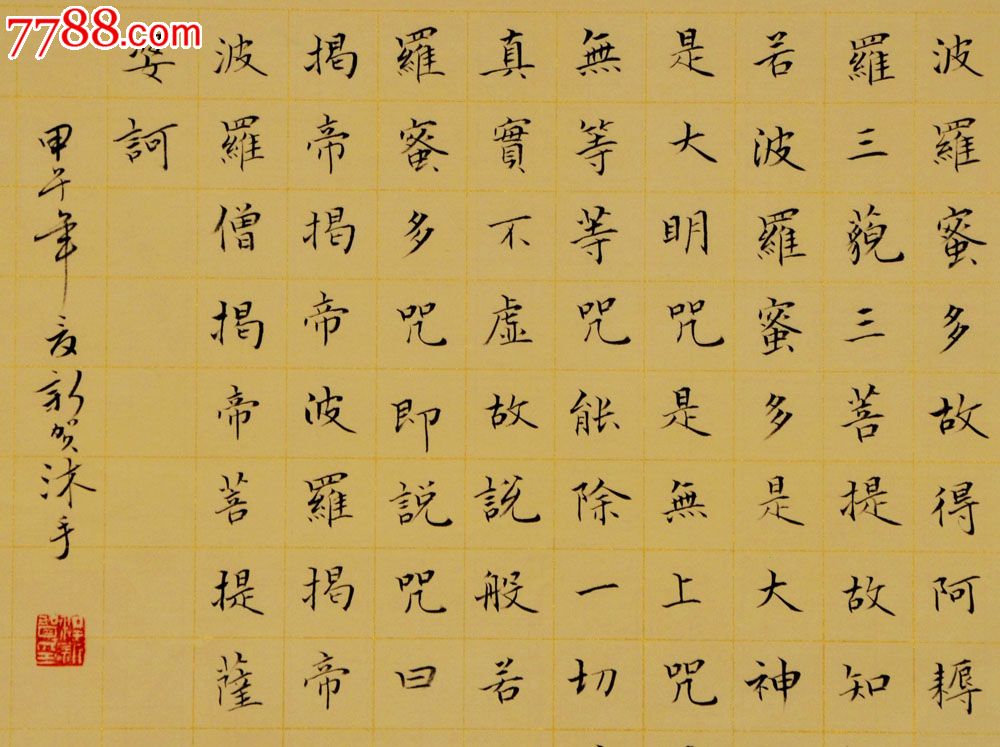 7788.com
波羅蜜多故得阿耨
羅三藐三菩提故知
若波羅蜜多是大神
是大明咒是無上咒
無等等咒能除一切
真實不虛故說般若
羅蜜多咒即說咒曰
揭帝揭帝波羅揭帝
波羅僧揭帝菩提薩
婆訶
甲午年夏新贺沐手